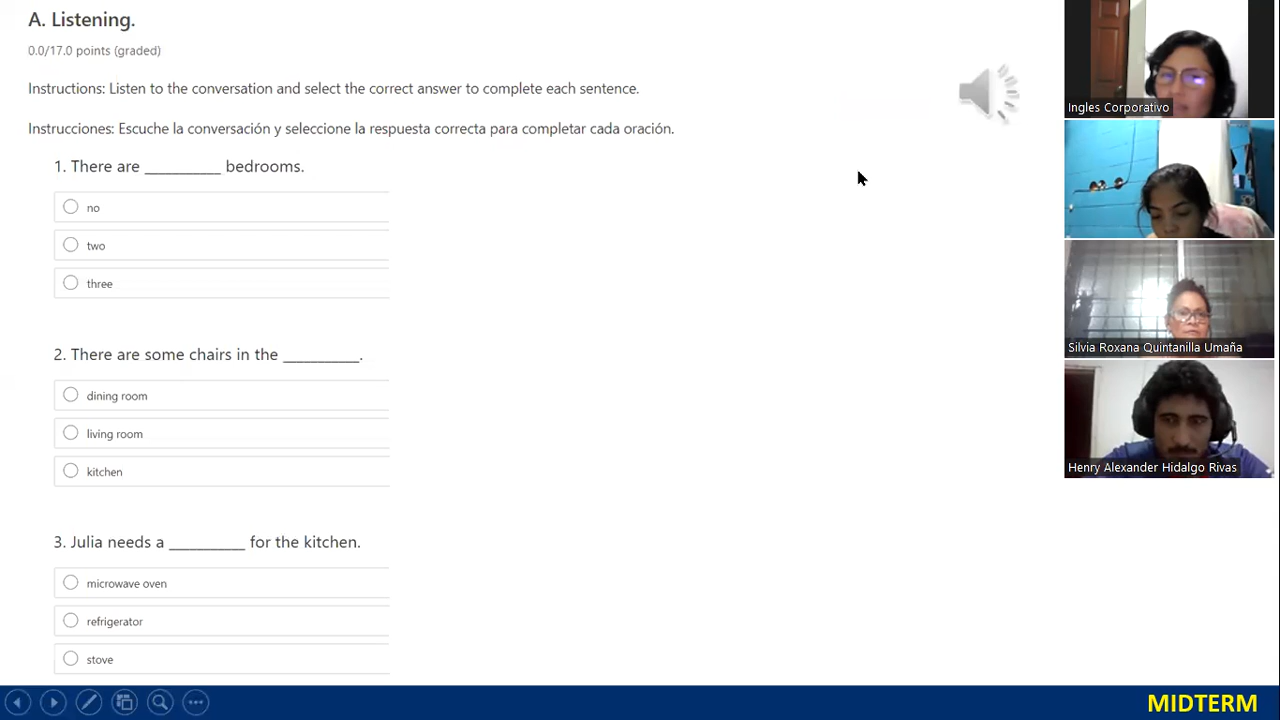 A. Listening.
0.0/17.0 points (graded)
Instructions: Listen to the conversation and select the correct answer to complete each sentence.
Instrucciones: Escuche la conversación y seleccione la respuesta correcta para completar cada oración.
1. There are __________ bedrooms.
no
two
three
2. There are some chairs in the __________.
dining room
living room
kitchen
3. Julia needs a __________ for the kitchen.
microwave oven
refrigerator
stove
MIDTERM
Ingles Corporativo
Silvia Roxana Quintanilla Umaña
Henry Alexander Hidalgo Rivas